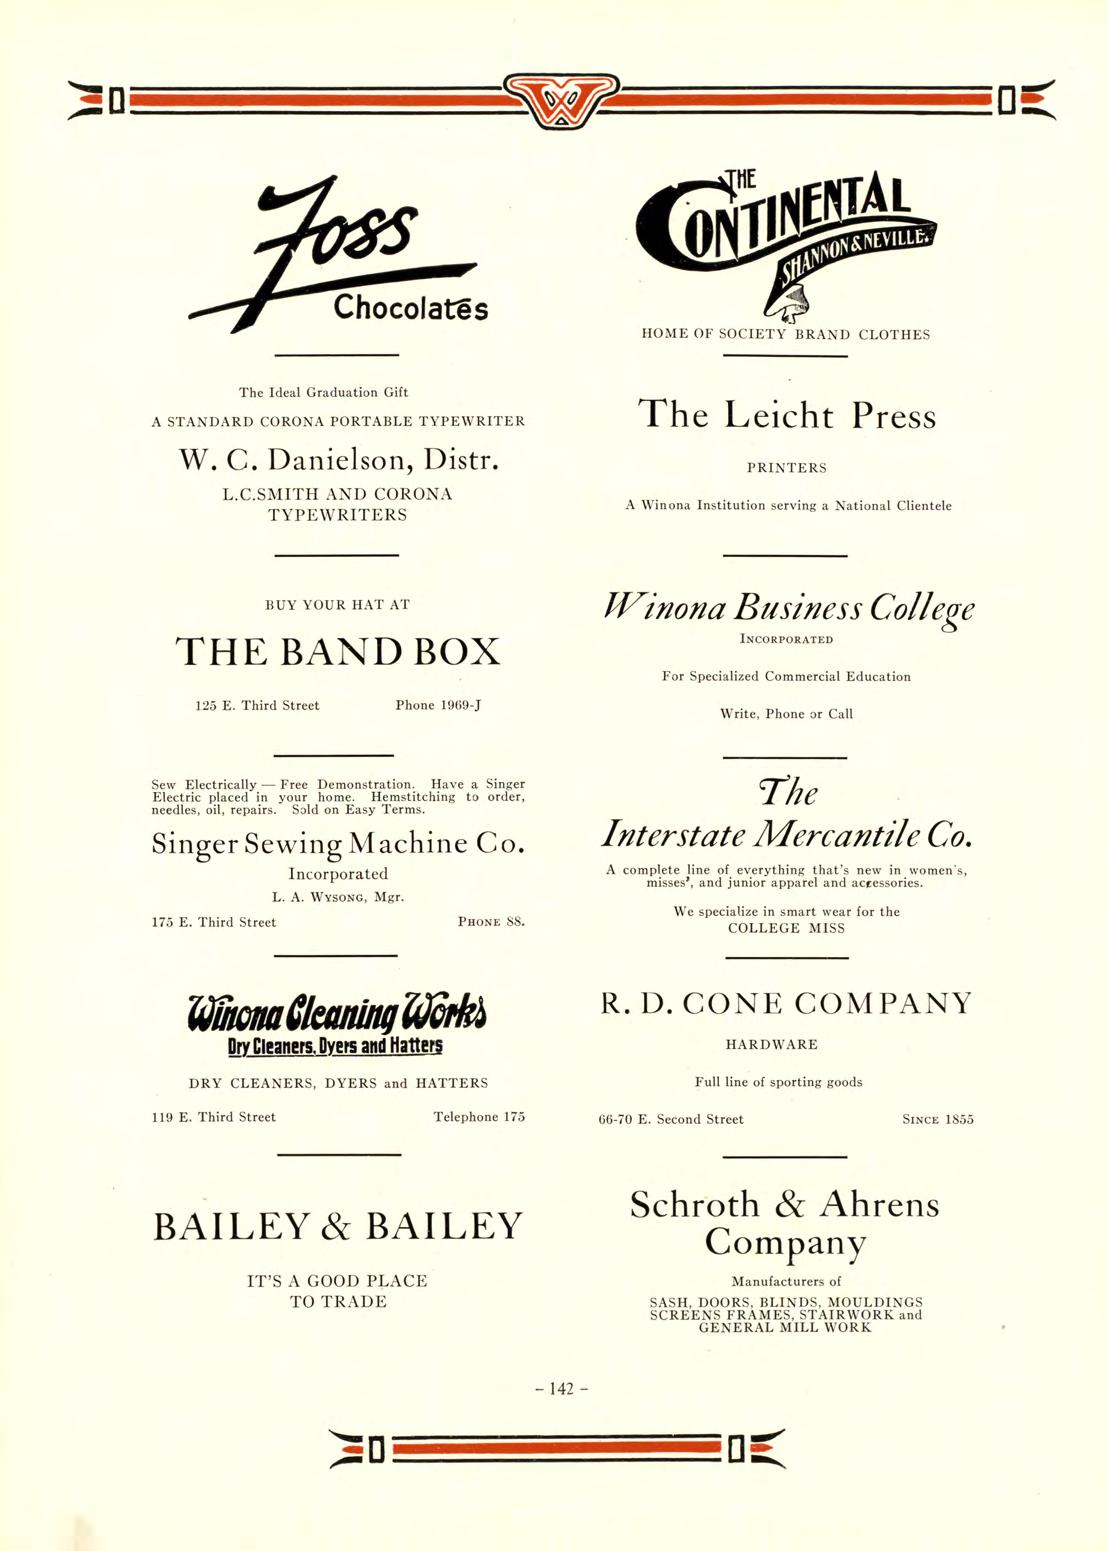 W
Foss
Chocolates
The Ideal Graduation Gift
A STANDARD CORONA PORTABLE TYPEWRITER
W. C. Danielson, Distr.
L.C.SMITH AND CORONA
TYPEWRITERS
BUY YOUR HAT AT
THE BAND BOX
125 E. Third Street Phone 1969-J
Sew Electrically — Free Demonstration. Have a Singer
Electric placed in your home. Hemstitching to order,
needles, oil, repairs. Sold on Easy Terms.
Singer Sewing Machine Co.
Incorporated
L. A. WYSONG, Mgr.
175 E. Third Street PHONE 88.
Winona Cleaning Works
Dry Cleaners, Dyers and Hatters
DRY CLEANERS, DYERS and HATTERS
119 E. Third Street Telephone 175
BAILEY & BAILEY
IT'S A GOOD PLACE
TO TRADE
THE
CONTINENTAL
SHANNON & NEVILLE.
HOME OF SOCIETY BRAND CLOTHES
The Leicht Press
PRINTERS
A Winona Institution serving a National Clientele
Winona Business College
INCORPORATED
For Specialized Commercial Education
Write, Phone or Call
The
Interstate Mercantile Co.
A complete line of everything that's new in women's,
misses', and junior apparel and accessories.
We specialize in smart wear for the
COLLEGE MISS
R. D. CONE COMPANY
HARDWARE
Full line of sporting goods
66-70 E. Second Street SINCE 1855
Schroth & Ahrens
Company
Manufacturers of
SASH, DOORS, BLINDS, MOULDINGS
SCREENS FRAMES, STAIRWORK and
GENERAL MILL WORK
– 142 –